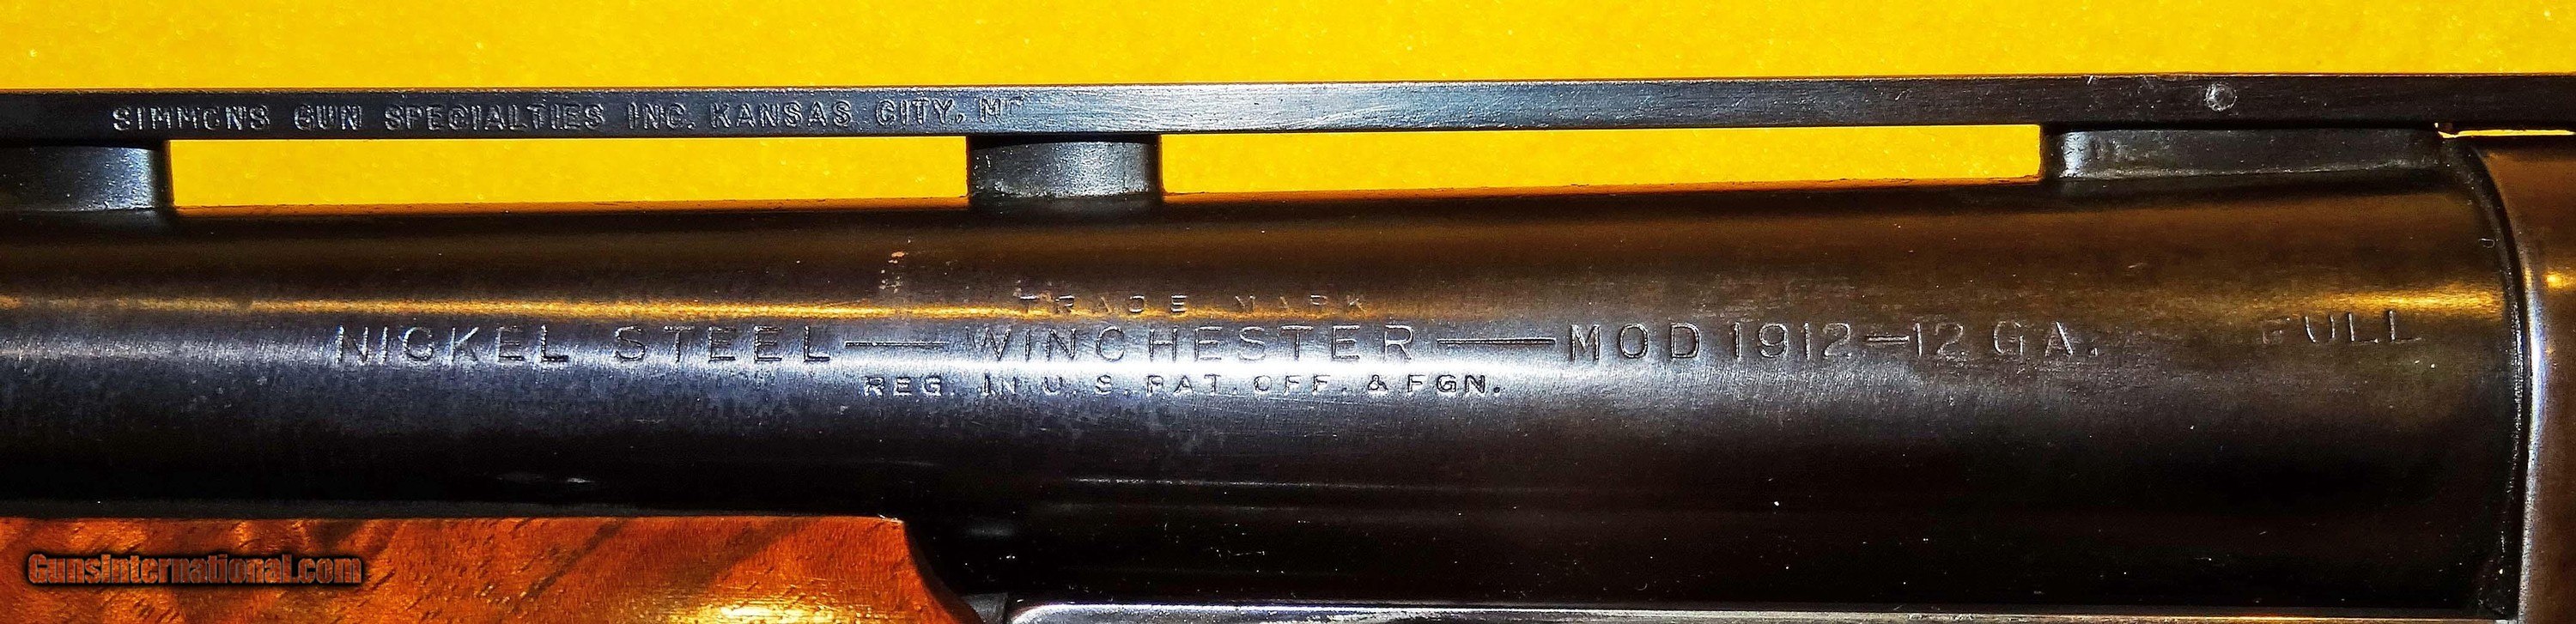 SIMMONS GUN SPECIALTIES INC. KANSAS CITY, MO
TRADE MARK
NICKEL STEEL — WINCHESTER — MOD 1912-12 GA. FULL
REG. IN U. S. PAT. OFF. & FGN.
GunsInternational.com